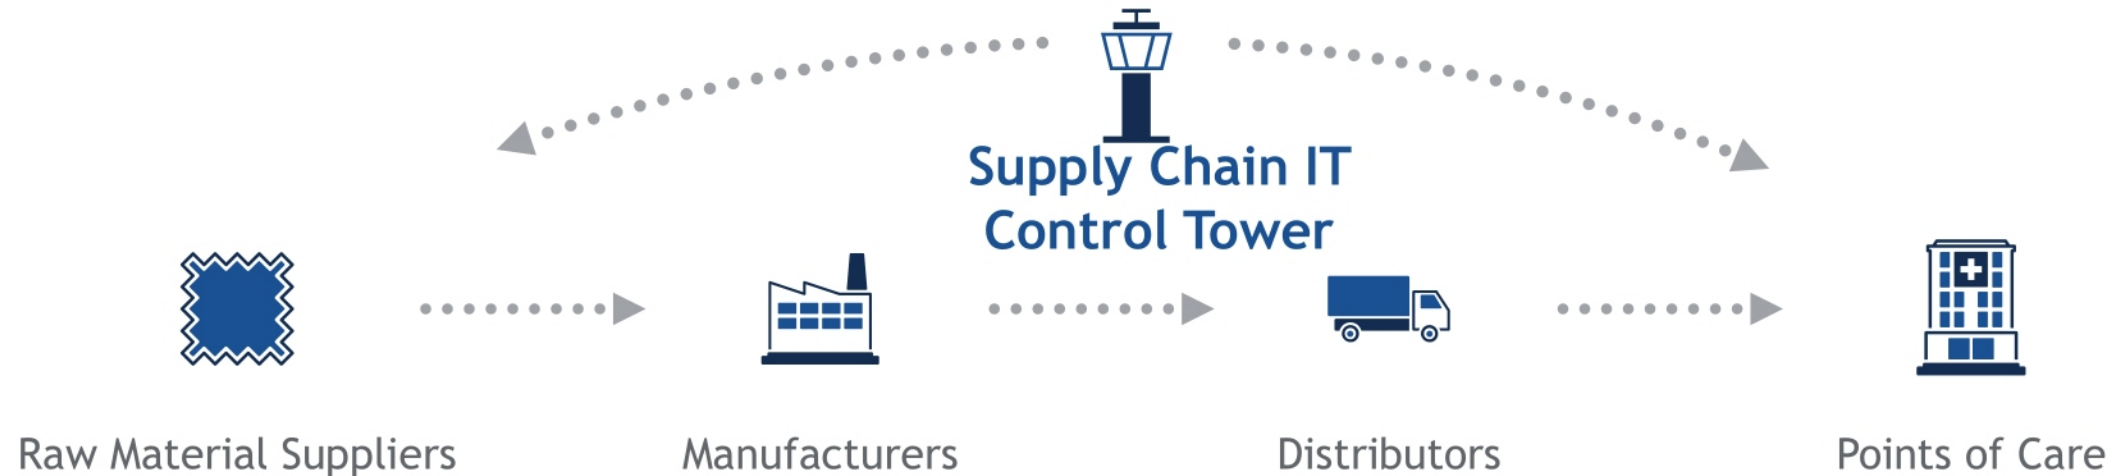 Supply Chain IT
Control Tower
Raw Material Suppliers
Manufacturers
Distributors
Points of Care